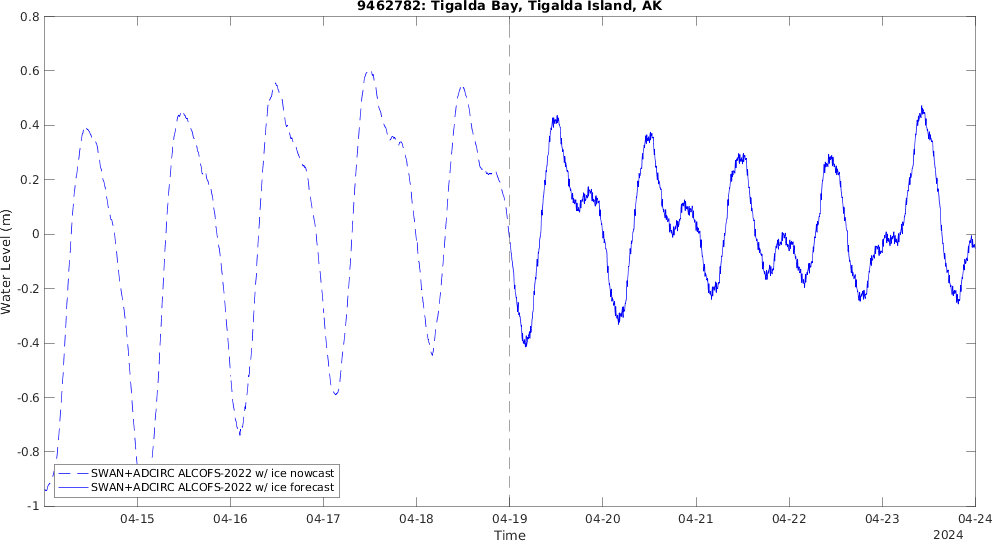 9462782: Tigalda Bay, Tigalda Island, AK
0.8
0.6
0.4
0.2
0
-0.2
-0.4
-0.6
-0.8
-1
Water Level (m)
SWAN+ADCIRC ALCOFS-2022 w/ ice nowcast
SWAN+ADCIRC ALCOFS-2022 w/ ice forecast
04-15 04-16 04-17 04-18 04-19 04-20 04-21 04-22 04-23 04-24
Time
2024